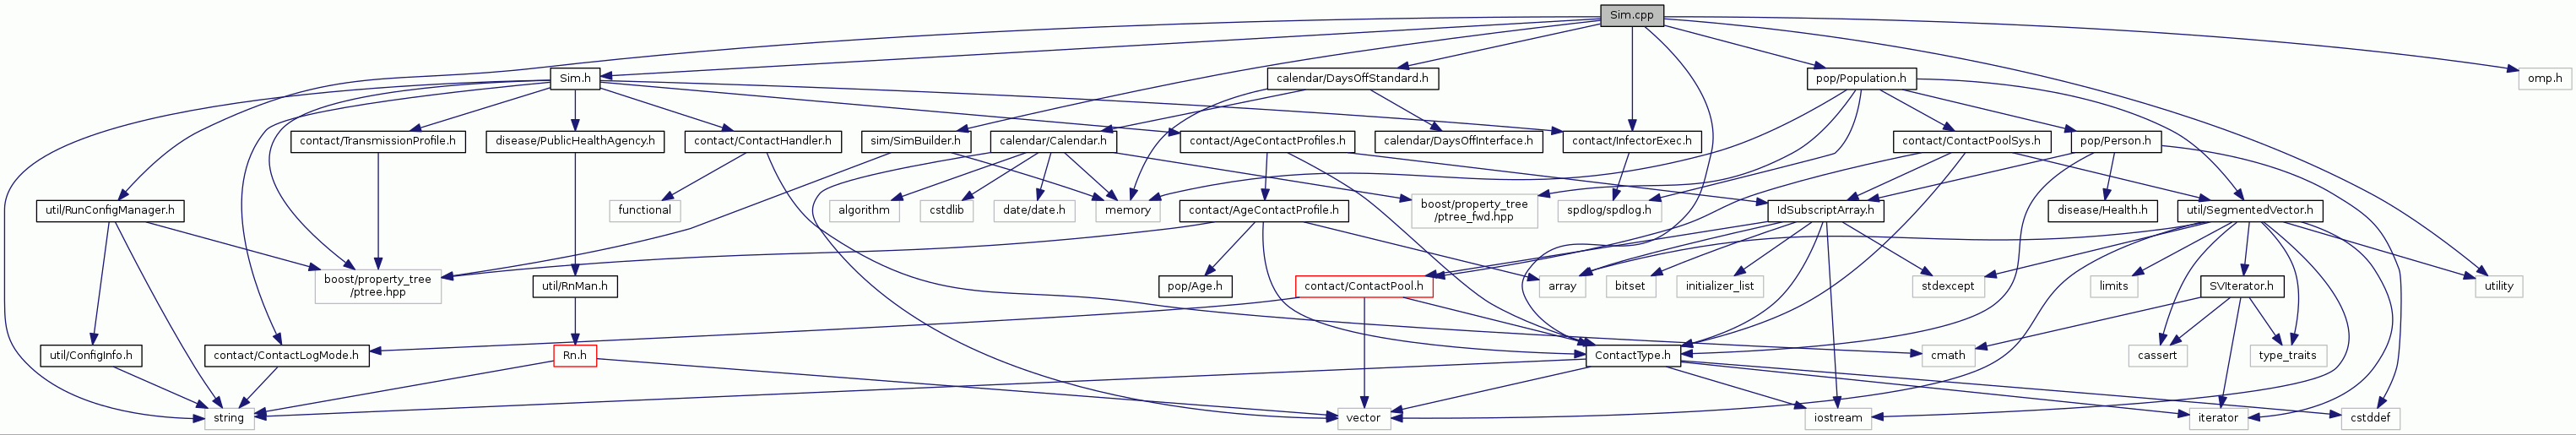 Sim.cpp
Sim.h
calendar/DaysOffStandard.h
pop/Population.h
omp.h
contact/TransmissionProfile.h
disease/PublicHealthAgency.h
contact/ContactHandler.h
sim/SimBuilder.h
calendar/Calendar.h
contact/AgeContactProfiles.h
calendar/DaysOffInterface.h
contact/InfectorExec.h
contact/ContactPoolSys.h
pop/Person.h
util/RunConfigManager.h
functional
algorithm
cstdlib
date/date.h
memory
contact/AgeContactProfile.h
boost/property_tree
/ptree_fwd.hpp
spdlog/spdlog.h
IdSubscriptArray.h
disease/Health.h
util/SegmentedVector.h
boost/property_tree
/ptree.hpp
util/RnMan.h
pop/Age.h
contact/ContactPool.h
array
bitset
initializer_list
stdexcept
limits
SVIterator.h
utility
util/ConfigInfo.h
contact/ContactLogMode.h
Rn.h
ContactType.h
cmath
cassert
type_traits
string
vector
iostream
iterator
cstddef